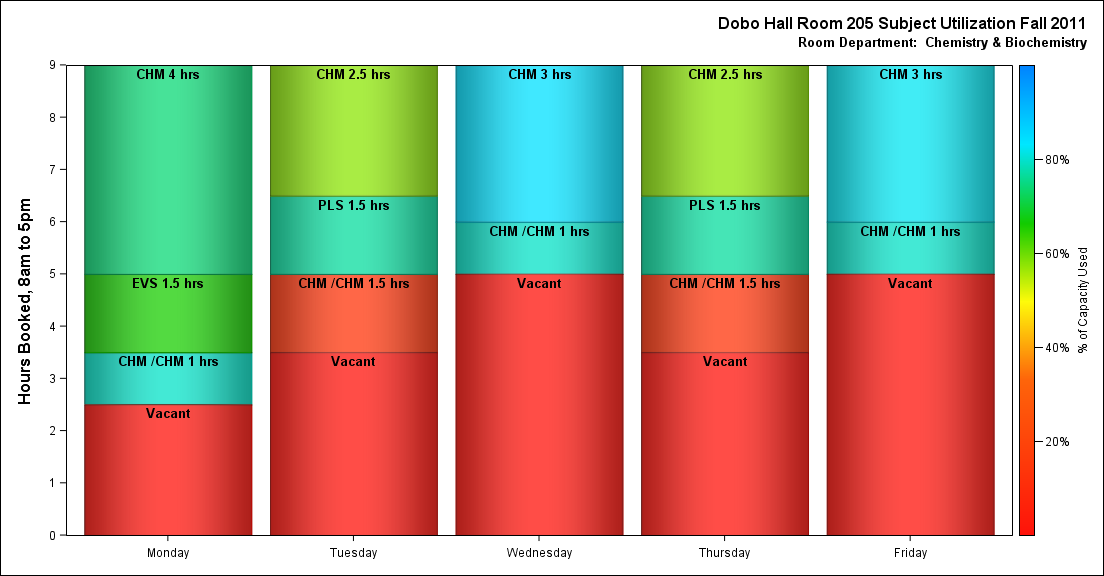 Dobo Hall Room 205 Subject Utilization Fall 2011
Room Department:  Chemistry & Biochemistry
Hours Booked, 8am to 5pm
9
8
7
6
5
4
3
2
1
0
CHM 4 hrs
EVS 1.5 hrs
CHM /CHM 1 hrs
Vacant
CHM 2.5 hrs
PLS 1.5 hrs
CHM /CHM 1.5 hrs
Vacant
CHM 3 hrs
CHM /CHM 1 hrs
Vacant
CHM 2.5 hrs
PLS 1.5 hrs
CHM /CHM 1.5 hrs
Vacant
CHM 3 hrs
CHM /CHM 1 hrs
Vacant
Monday
Tuesday
Wednesday
Thursday
Friday
80%
60%
40%
20%
% of Capacity Used